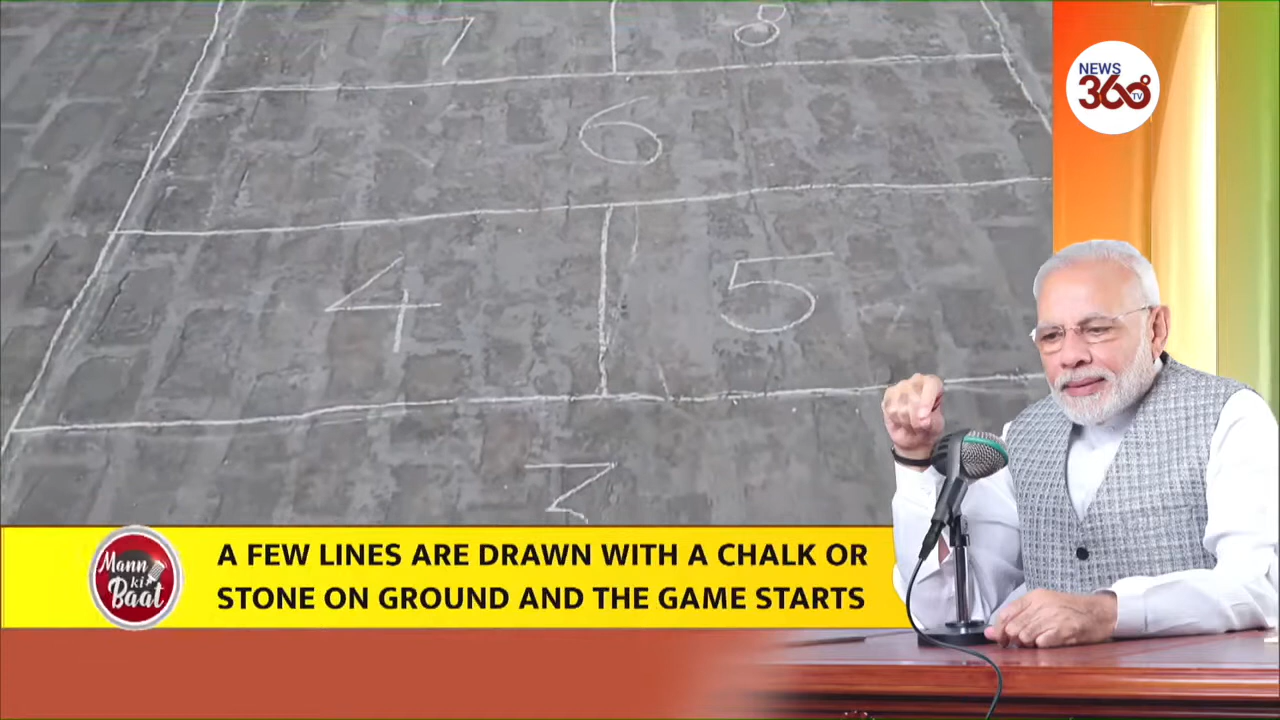 7 8
6
4 5
3
NEWS
360°
TV
Mann
ki
Baat
A FEW LINES ARE DRAWN WITH A CHALK OR
STONE ON GROUND AND THE GAME STARTS